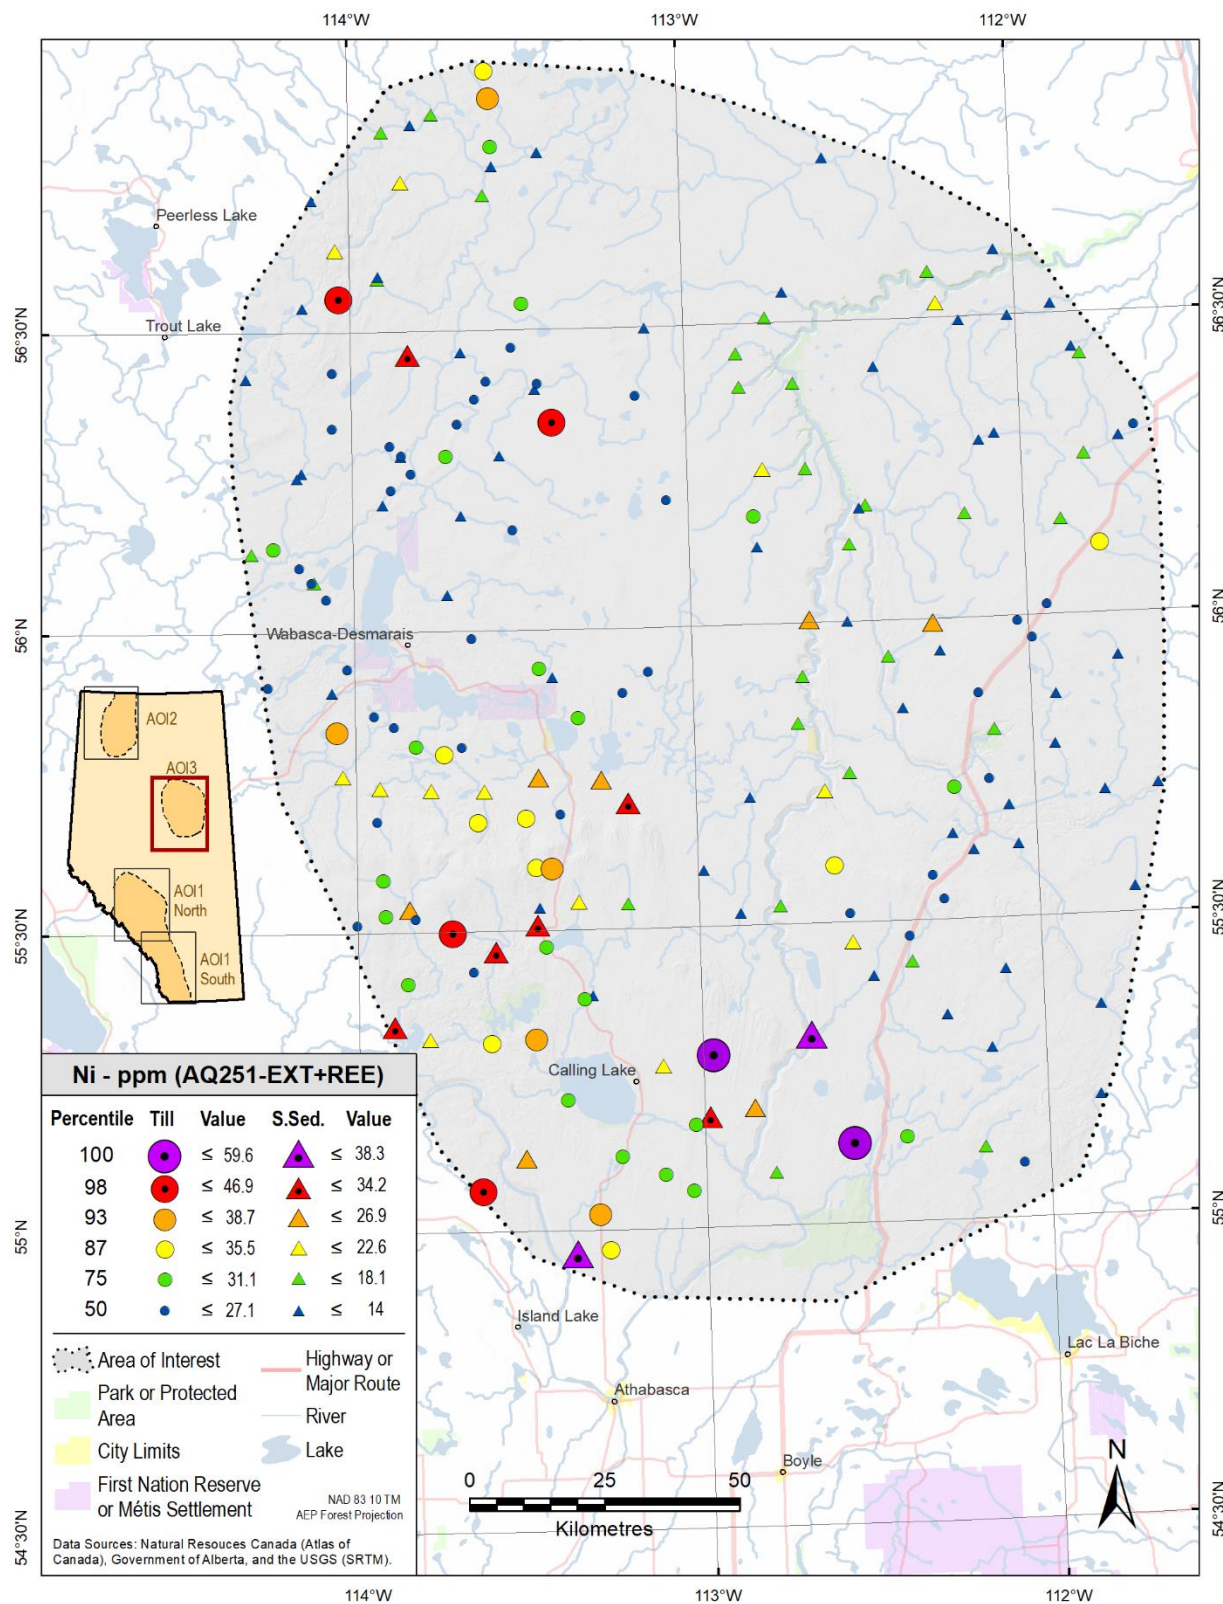 114°W 113°W 112°W
Peerless Lake
Trout Lake
56°30'N 56°30'N
Wabasca-Desmarais
56°N 56°N
AOI2
AOI3
AOI1
North
AOI1
South
55°30'N 55°30'N
Calling Lake
55°N 55°N
Island Lake
Athabasca
Lac La Biche
Boyle
54°30'N 54°30'N
Ni - ppm (AQ251-EXT+REE)
Percentile Till Value S.Sed. Value
100 ≤ 59.6 ≤ 38.3
98 ≤ 46.9 ≤ 34.2
93 ≤ 38.7 ≤ 26.9
87 ≤ 35.5 ≤ 22.6
75 ≤ 31.1 ≤ 18.1
50 ≤ 27.1 ≤ 14
Area of Interest
Park or Protected
Area
City Limits
First Nation Reserve
or Métis Settlement
Highway or
Major Route
River
Lake
NAD 83 10 TM
AEP Forest Projection
Data Sources: Natural Resouces Canada (Atlas of
Canada), Government of Alberta, and the USGS (SRTM).
0 25 50
Kilometres
N
114°W 113°W 112°W